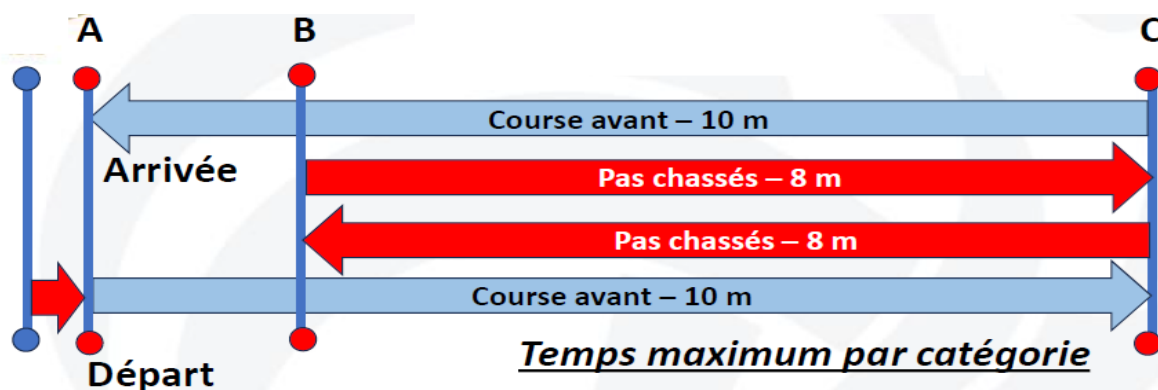 A B C
Course avant – 10 m
Arrivée
Pas chassés – 8 m
Pas chassés – 8 m
Course avant – 10 m
Départ
Temps maximum par catégorie